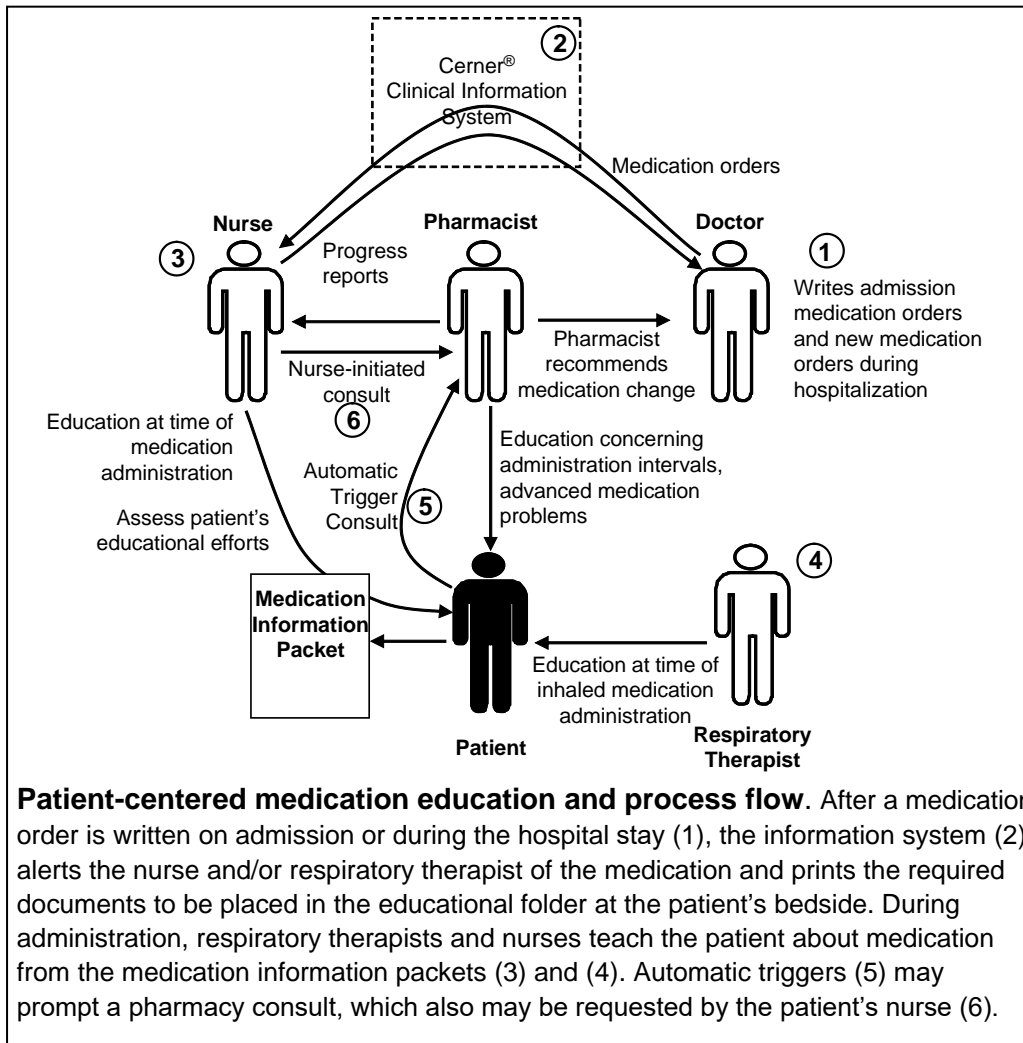 2
Cerner®
Clinical Information
System
Medication orders
Nurse
Pharmacist
Doctor
3
Progress
reports
1
Writes admission
medication orders
and new medication
orders during
hospitalization
Pharmacist
recommends
medication change
Nurse-initiated
consult
6
Education at time of
medication
administration
Education concerning
administration intervals,
advanced medication
problems
Automatic
Trigger
Consult
5
Assess patient's
educational efforts
4
Medication
Information
Packet
Education at time of
inhaled medication
administration
Patient
Respiratory
Therapist
Patient-centered medication education and process flow. After a medication
order is written on admission or during the hospital stay (1), the information system (2)
alerts the nurse and/or respiratory therapist of the medication and prints the required
documents to be placed in the educational folder at the patient's bedside. During
administration, respiratory therapists and nurses teach the patient about medication
from the medication information packets (3) and (4). Automatic triggers (5) may
prompt a pharmacy consult, which also may be requested by the patient's nurse (6).